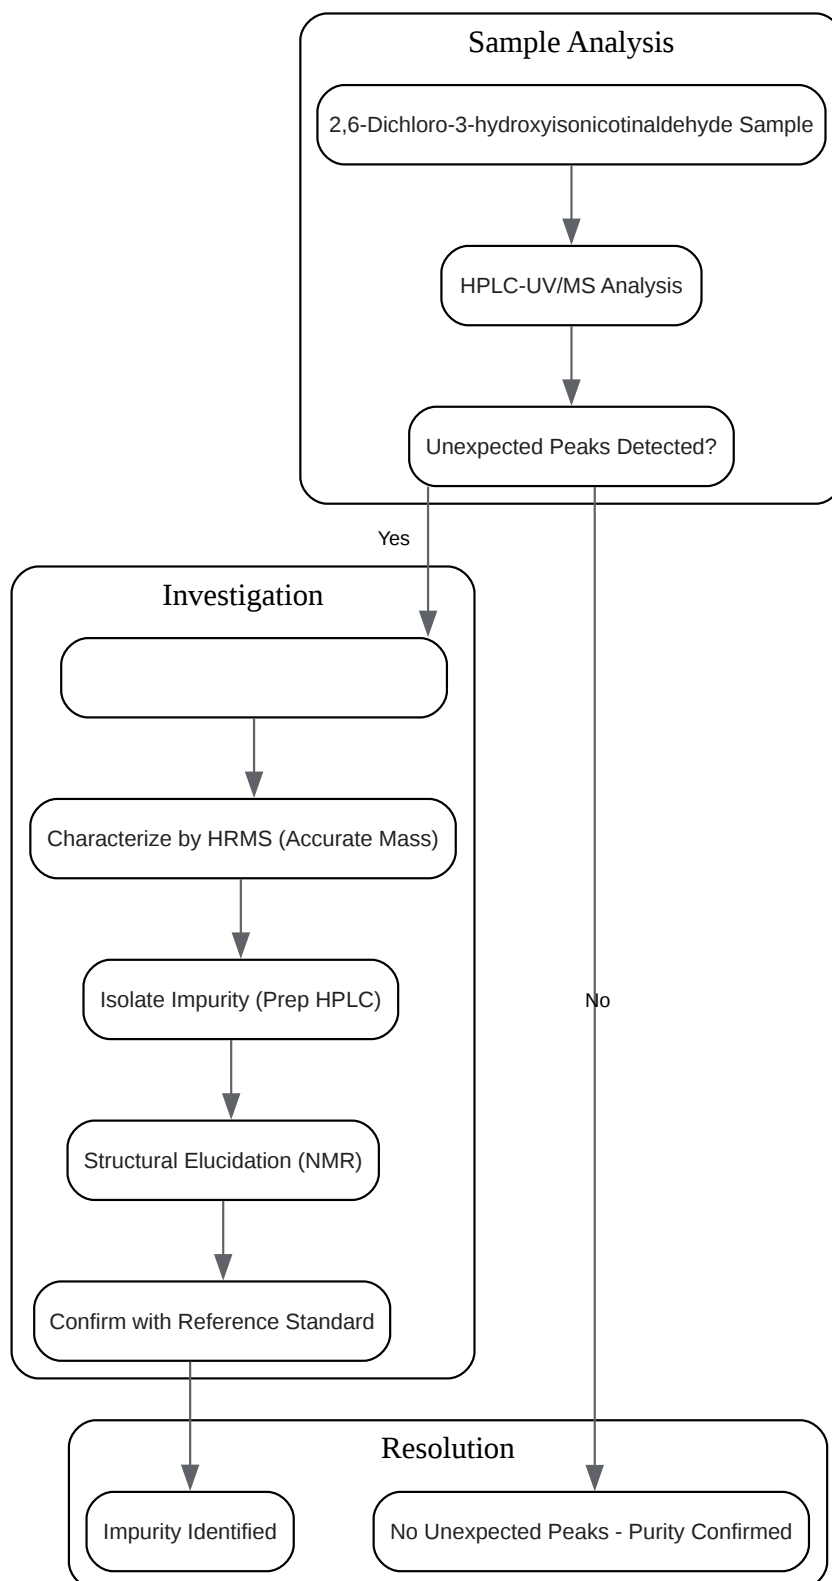 Sample Analysis
2,6-Dichloro-3-hydroxyisonicotinaldehyde Sample
HPLC-UV/MS Analysis
Unexpected Peaks Detected?
Yes
Investigation
Characterize by HRMS (Accurate Mass)
Isolate Impurity (Prep HPLC)
No
Structural Elucidation (NMR)
Confirm with Reference Standard
Resolution
Impurity Identified
No Unexpected Peaks - Purity Confirmed